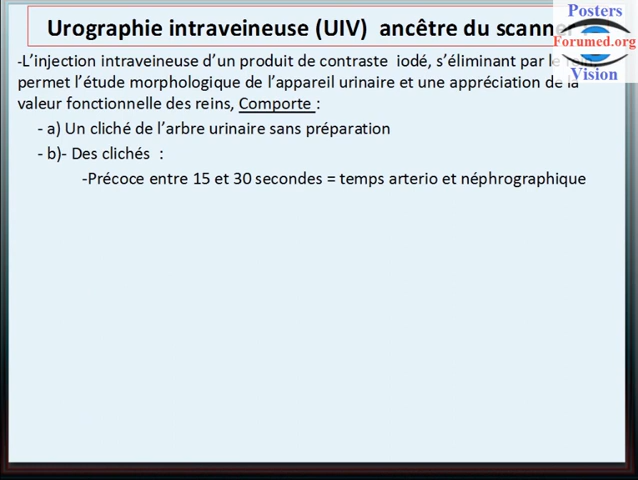 Urographie intraveineuse (UIV) ancêtre du scanner
Posters
Forumed.org
Vision
-L’injection intraveineuse d’un produit de contraste iodé, s’éliminant par le rein,
permet l’étude morphologique de l’appareil urinaire et une appréciation de la
valeur fonctionnelle des reins, Comporte :
- a) Un cliché de l’arbre urinaire sans préparation
- b)- Des clichés :
-Précoce entre 15 et 30 secondes = temps arterio et néphrographique